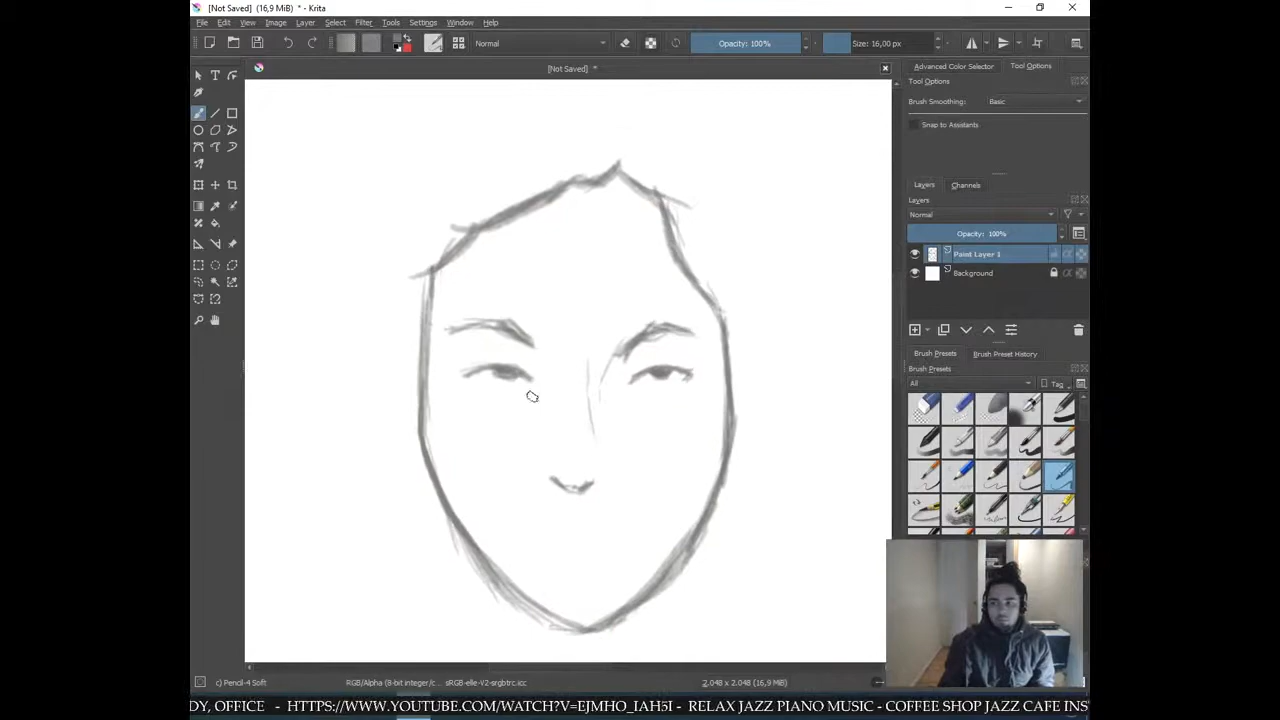 [Not Saved] (16,9 MiB) * - Krita
File Edit View Image Layer Select Filter Tools Settings Window Help
Normal
Opacity: 100%
Size: 16,00 px
[Not Saved] *
Advanced Color Selector
Tool Options
Tool Options
Brush Smoothing: Basic
Snap to Assistants
Layers
Channels
Layers
Normal
Opacity: 100%
Paint Layer 1
Background
Brush Presets
Brush Preset History
Brush Presets
All
Tag
c) Pencil-4 Soft
RGB/Alpha (8-bit integer/c... sRGB-elle-V2-srgbtrc.icc
2.048 x 2.048 (16,9 MiB)
DY, OFFICE - HTTPS://WWW.YOUTUBE.COM/WATCH?V=EJMHO_IAH5I - RELAX JAZZ PIANO MUSIC - COFFEE SHOP JAZZ CAFE INS